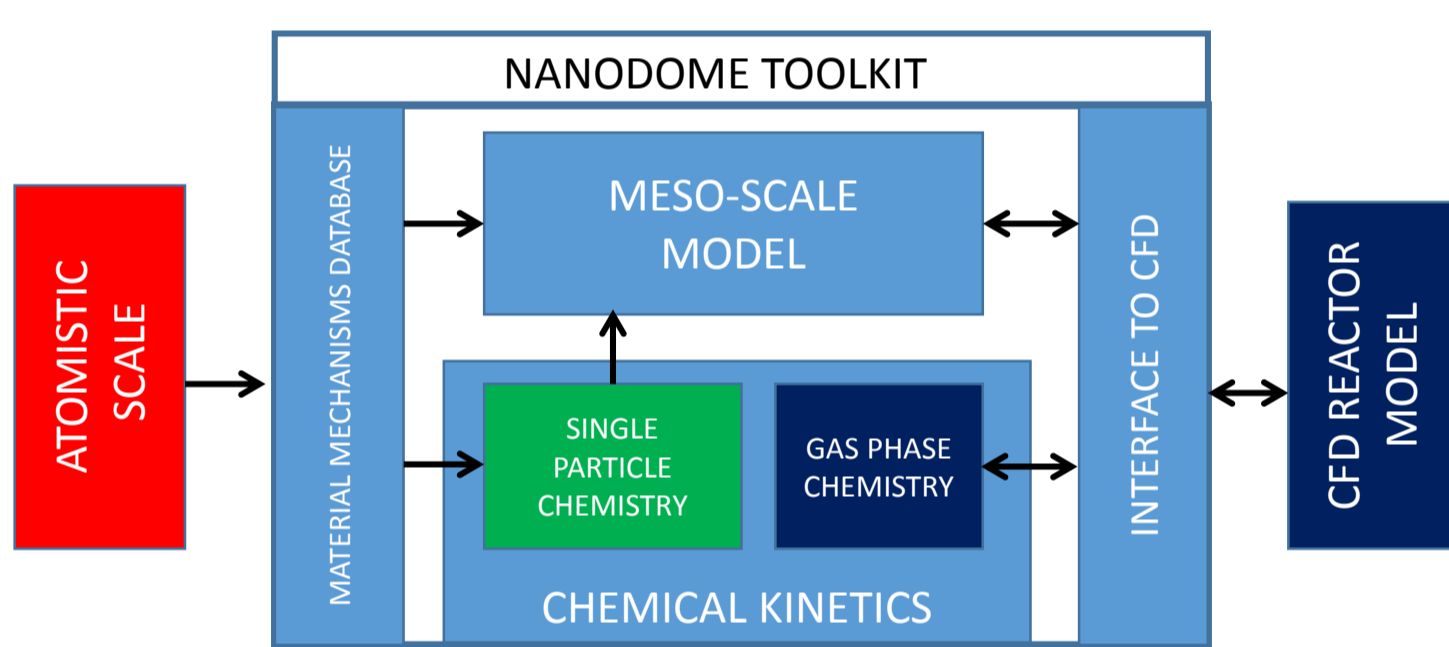 NANODOME TOOLKIT
ATOMISTIC
SCALE
MATERIAL MECHANISMS DATABASE
MESO-SCALE
MODEL
SINGLE
PARTICLE
CHEMISTRY
GAS PHASE
CHEMISTRY
CHEMICAL KINETICS
INTERFACE TO CFD
CFD REACTOR
MODEL